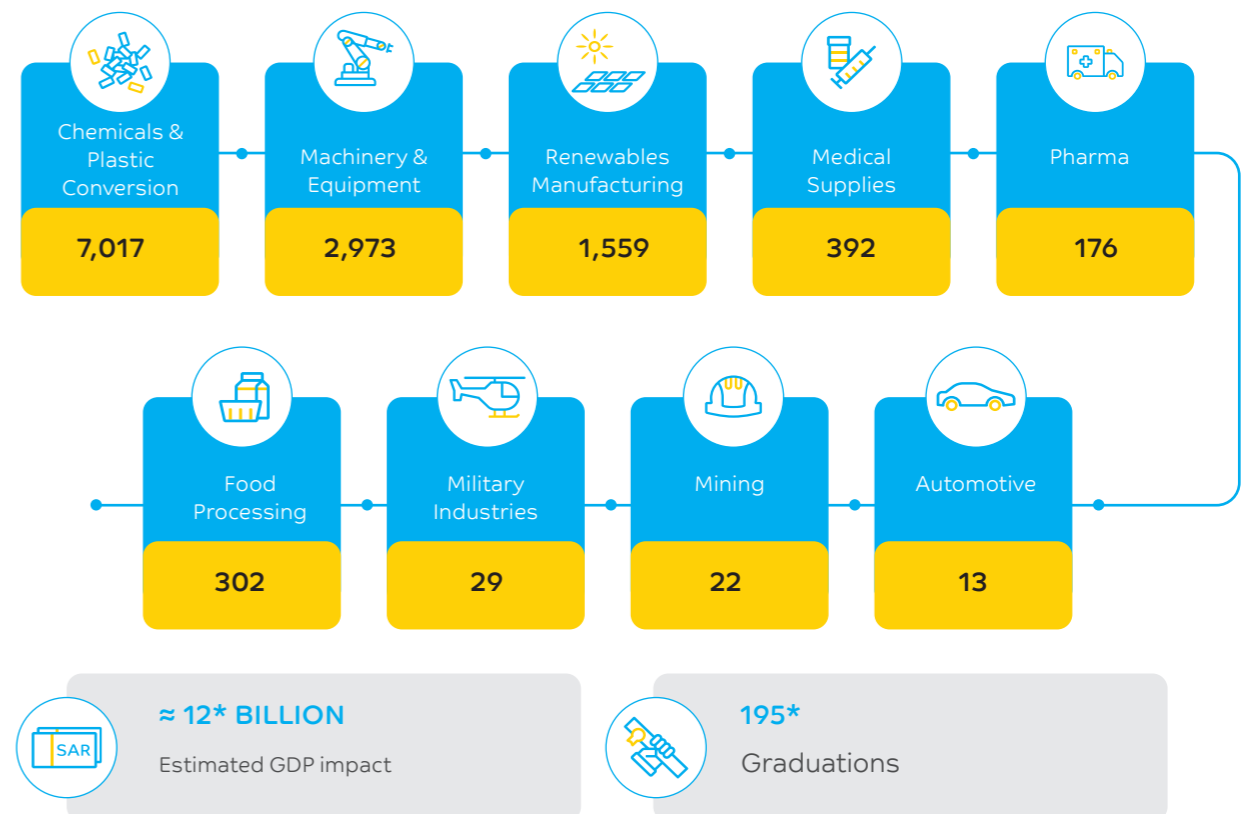 Chemicals &
Plastic
Conversion
7,017
Machinery &
Equipment
2,973
Renewables
Manufacturing
1,559
Medical
Supplies
392
Pharma
176
Food
Processing
302
Military
Industries
29
Mining
22
Automotive
13
SAR
≈ 12* BILLION
Estimated GDP impact
195*
Graduations